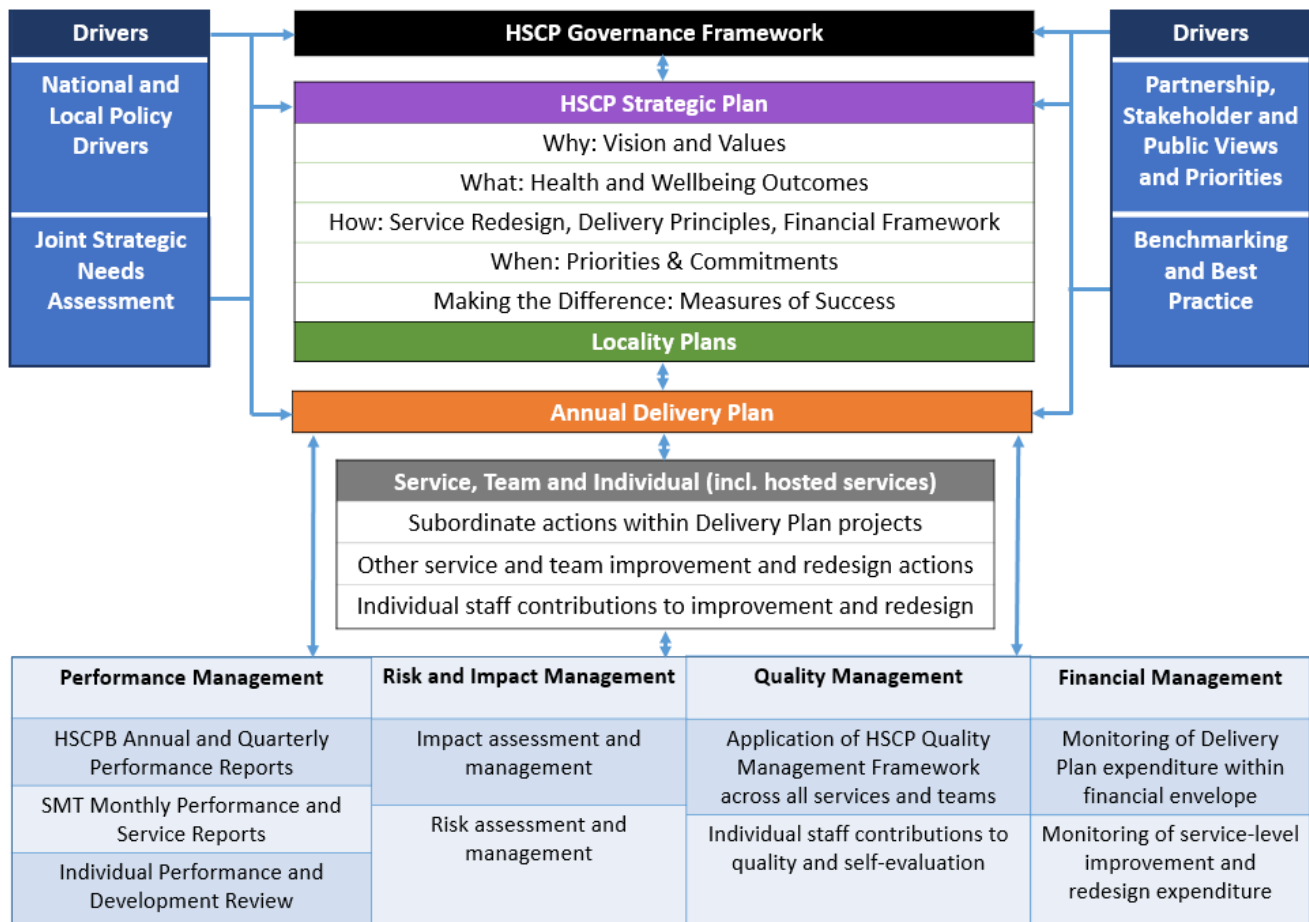 Drivers
National and
Local Policy
Drivers
Joint Strategic
Needs
Assessment
HSCP Governance Framework
HSCP Strategic Plan
Why: Vision and Values
What: Health and Wellbeing Outcomes
How: Service Redesign, Delivery Principles, Financial Framework
When: Priorities & Commitments
Making the Difference: Measures of Success
Locality Plans
Drivers
Partnership,
Stakeholder and
Public Views
and Priorities
Benchmarking
and Best
Practice
Annual Delivery Plan
Service, Team and Individual (incl. hosted services)
Subordinate actions within Delivery Plan projects
Other service and team improvement and redesign actions
Individual staff contributions to improvement and redesign
Performance Management
HSCPB Annual and Quarterly
Performance Reports
SMT Monthly Performance and
Service Reports
Individual Performance and
Development Review
Risk and Impact Management
Impact assessment and
management
Risk assessment and
management
Quality Management
Application of HSCP Quality
Management Framework
across all services and teams
Individual staff contributions to
quality and self-evaluation
Financial Management
Monitoring of Delivery
Plan expenditure within
financial envelope
Monitoring of service-level
improvement and
redesign expenditure